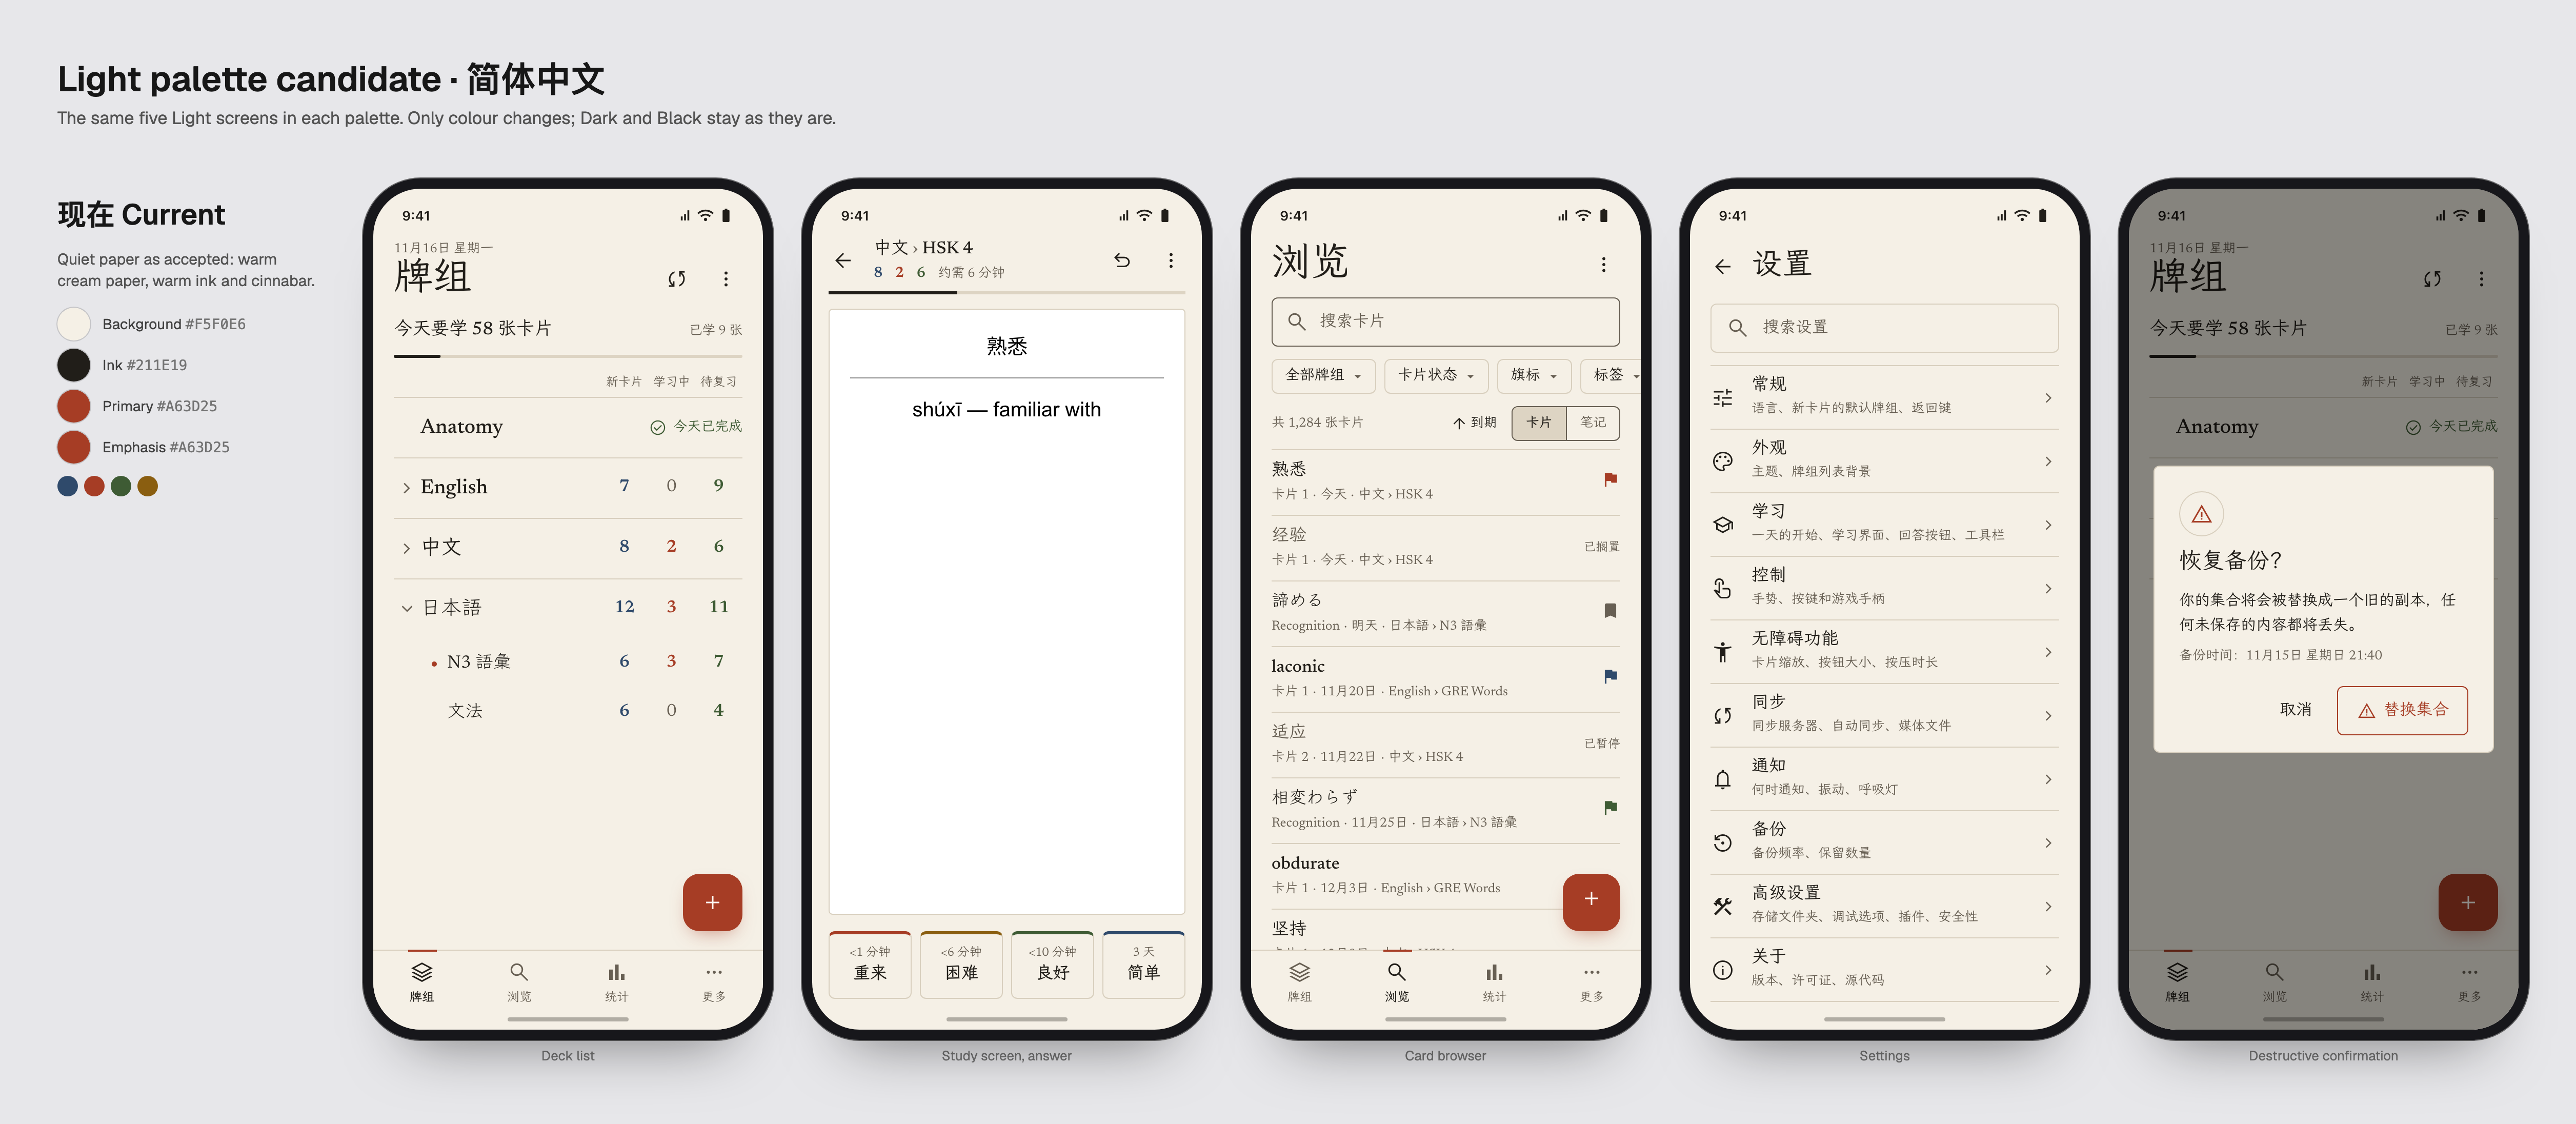 Light palette candidate · 简体中文
The same five Light screens in each palette. Only colour changes; Dark and Black stay as they are.
现在 Current
Quiet paper as accepted: warm
cream paper, warm ink and cinnabar.
Background #F5F0E6
Ink #211E19
Primary #A63D25
Emphasis #A63D25
9:41
11月16日 星期一
牌组
今天要学 58 张卡片
已学 9 张
新卡片 学习中 待复习
Anatomy 今天已完成
English 7 0 9
中文 8 2 6
日本語 12 3 11
N3 語彙 6 3 7
文法 6 0 4
牌组 浏览 统计 更多
Deck list
9:41
中文 › HSK 4
8 2 6 约需 6 分钟
熟悉
shúxī — familiar with
<1 分钟 <6 分钟 <10 分钟 3 天
重来 困难 良好 简单
Study screen, answer
9:41
浏览
搜索卡片
全部牌组 卡片状态 旗标 标签
共 1,284 张卡片 到期 卡片 笔记
熟悉
卡片 1 · 今天 · 中文 › HSK 4
经验
卡片 1 · 今天 · 中文 › HSK 4
已搁置
諦める
Recognition · 明天 · 日本語 › N3 語彙
laconic
卡片 1 · 11月20日 · English › GRE Words
适应
卡片 2 · 11月22日 · 中文 › HSK 4
已暂停
相変わらず
Recognition · 11月25日 · 日本語 › N3 語彙
obdurate
卡片 1 · 12月3日 · English › GRE Words
坚持
牌组 浏览 统计 更多
Card browser
9:41
设置
搜索设置
常规
语言、新卡片的默认牌组、返回键
外观
主题、牌组列表背景
学习
一天的开始、学习界面、回答按钮、工具栏
控制
手势、按键和游戏手柄
无障碍功能
卡片缩放、按钮大小、按压时长
同步
同步服务器、自动同步、媒体文件
通知
何时通知、振动、呼吸灯
备份
备份频率、保留数量
高级设置
存储文件夹、调试选项、插件、安全性
关于
版本、许可证、源代码
Settings
9:41
11月16日 星期一
牌组
今天要学 58 张卡片
已学 9 张
新卡片 学习中 待复习
Anatomy 今天已完成
恢复备份？
你的集合将会被替换成一个旧的副本，任
何未保存的内容都将丢失。
备份时间：11月15日 星期日 21:40
取消 替换集合
牌组 浏览 统计 更多
Destructive confirmation